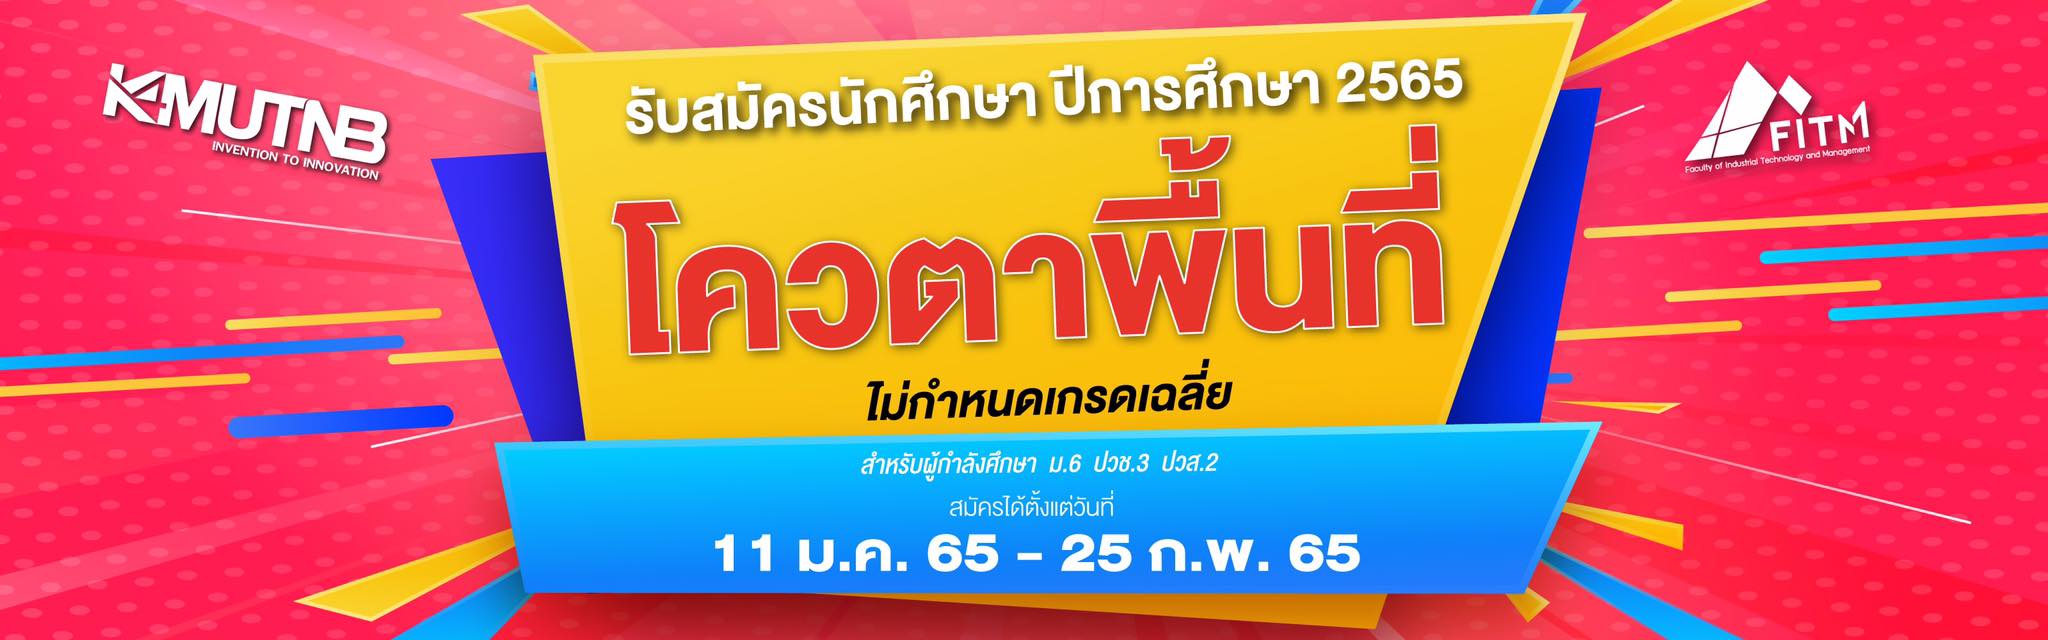 KMUTNB
INVENTION TO INNOVATION
รับสมัครนักศึกษา ปีการศึกษา 2565
โควตาพื้นที่
ไม่กำหนดเกรดเฉลี่ย
สำหรับผู้กำลังศึกษา ม.6 ปวช.3 ปวส.2
สมัครได้ตั้งแต่วันที่
11 ม.ค. 65 - 25 ก.พ. 65
FITM
Faculty of Industrial Technology and Management